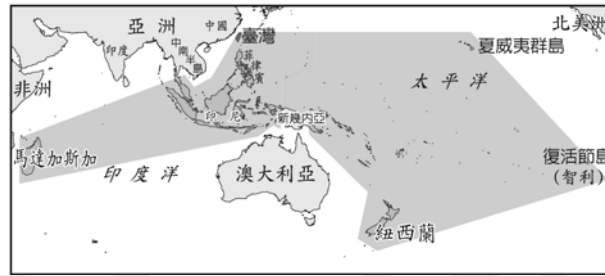 亞洲
中國
北美洲
臺灣
夏威夷群島
印度
中南半島
菲律賓
非洲
太平洋
印尼
新幾內亞
馬達加斯加
印度洋
澳大利亞
復活節島
(智利)
紐西蘭